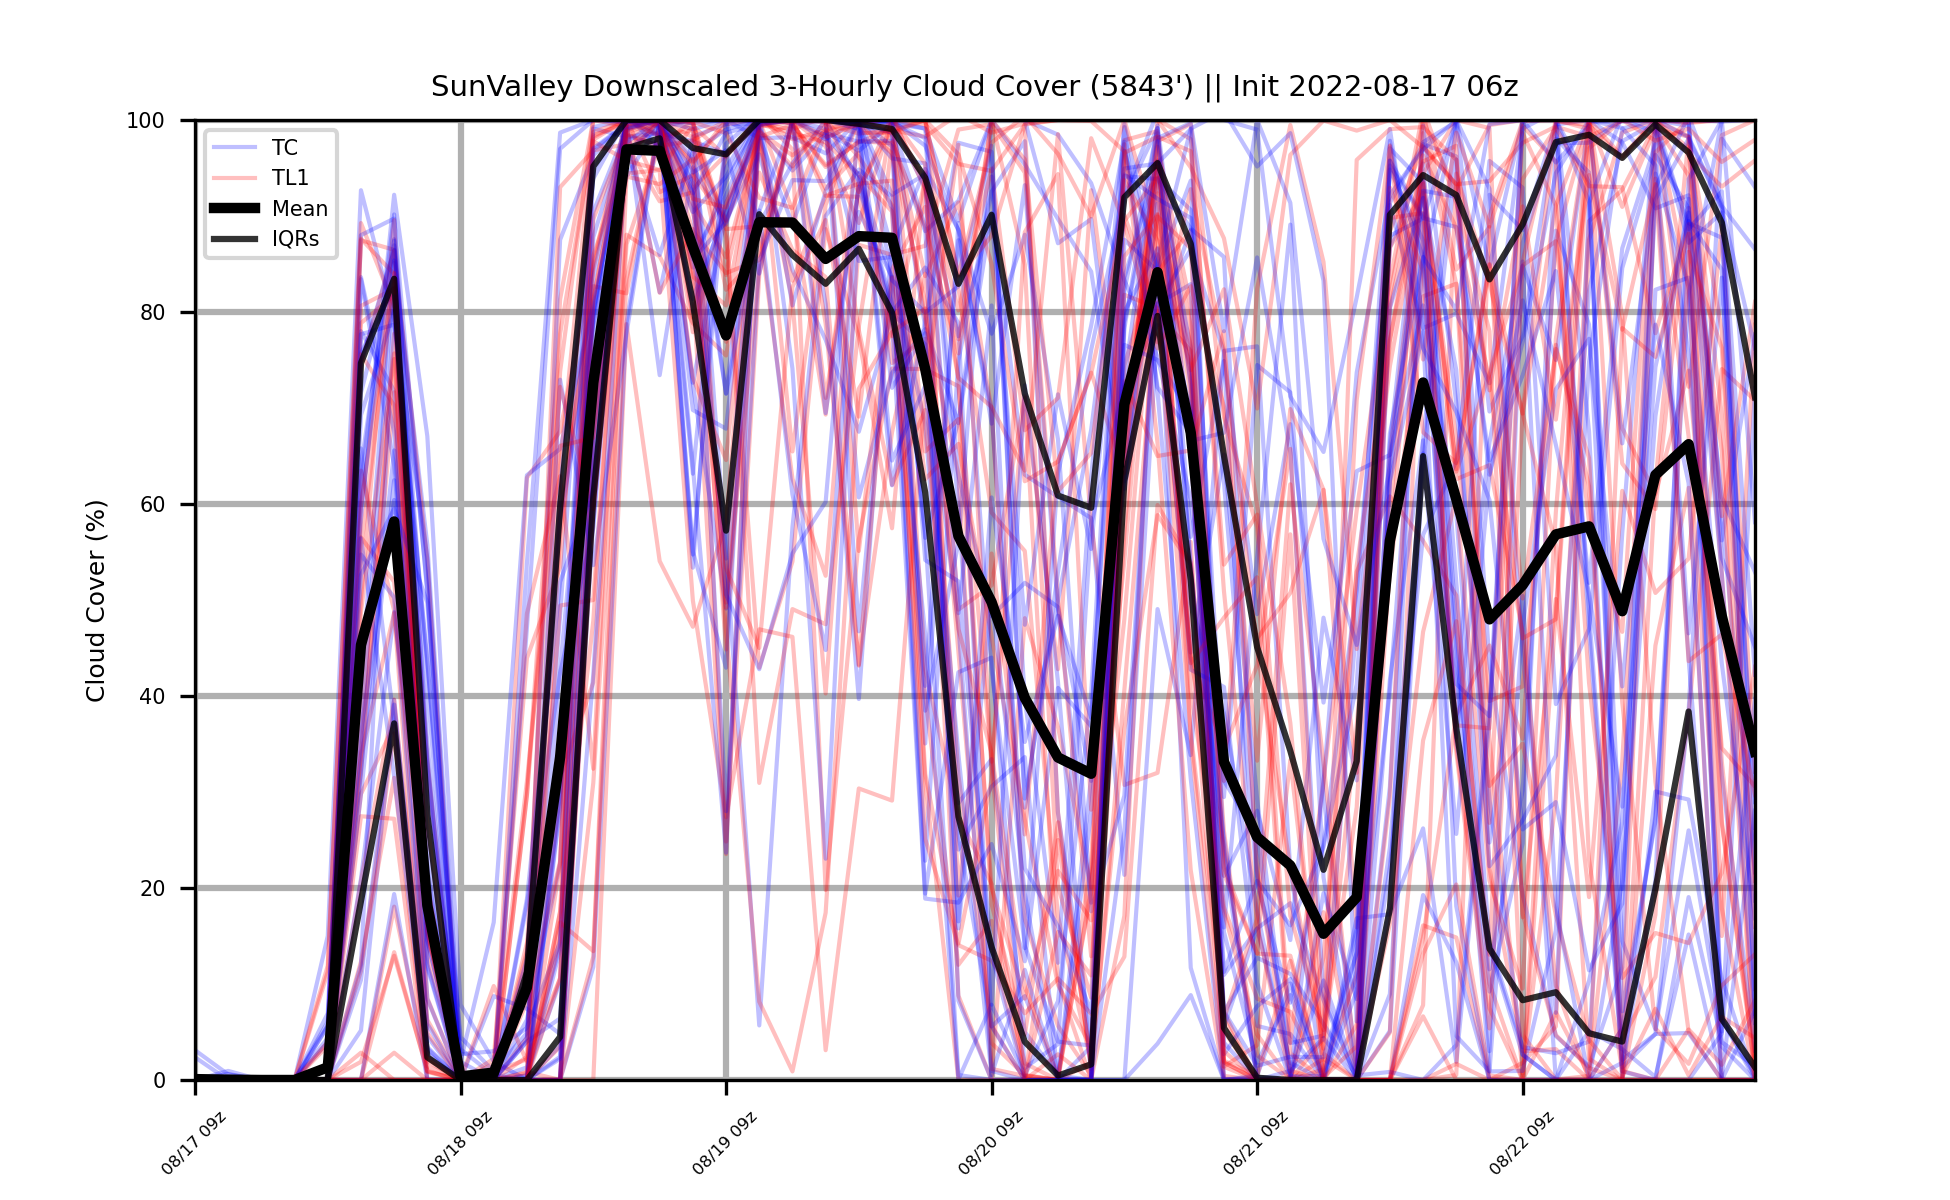 SunValley Downscaled 3-Hourly Cloud Cover (5843') || Init 2022-08-17 06z
TC
TL1
Mean
IQRs
Cloud Cover (%)
100
80
60
40
20
0
08/17 09z
08/18 09z
08/19 09z
08/20 09z
08/21 09z
08/22 09z